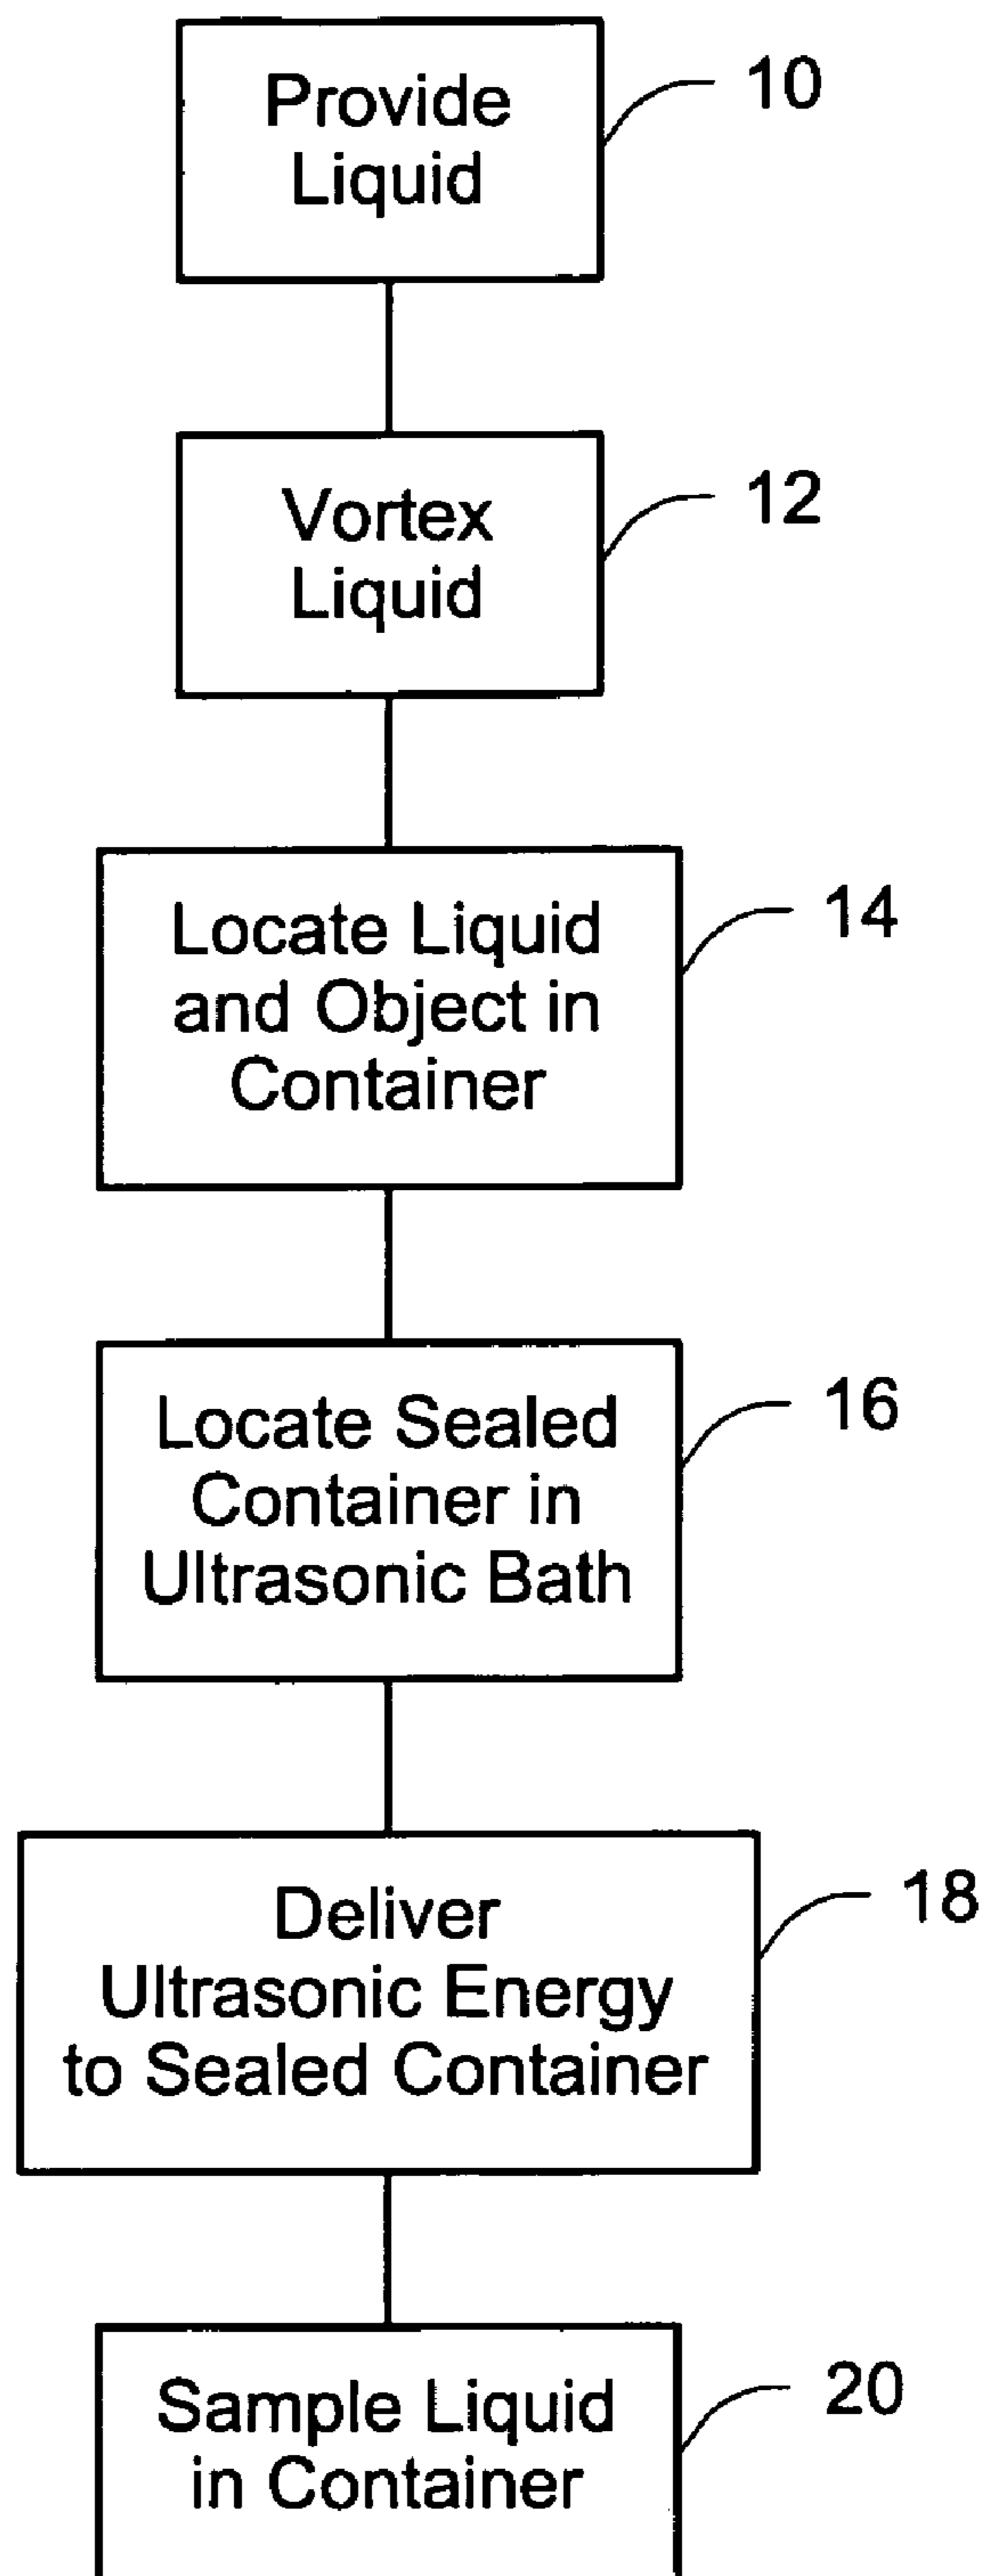 Provide
Liquid
10
Vortex
Liquid
12
Locate Liquid
and Object in
Container
14
Locate Sealed
Container in
Ultrasonic Bath
16
Deliver
Ultrasonic Energy
to Sealed Container
18
Sample Liquid
in Container
20